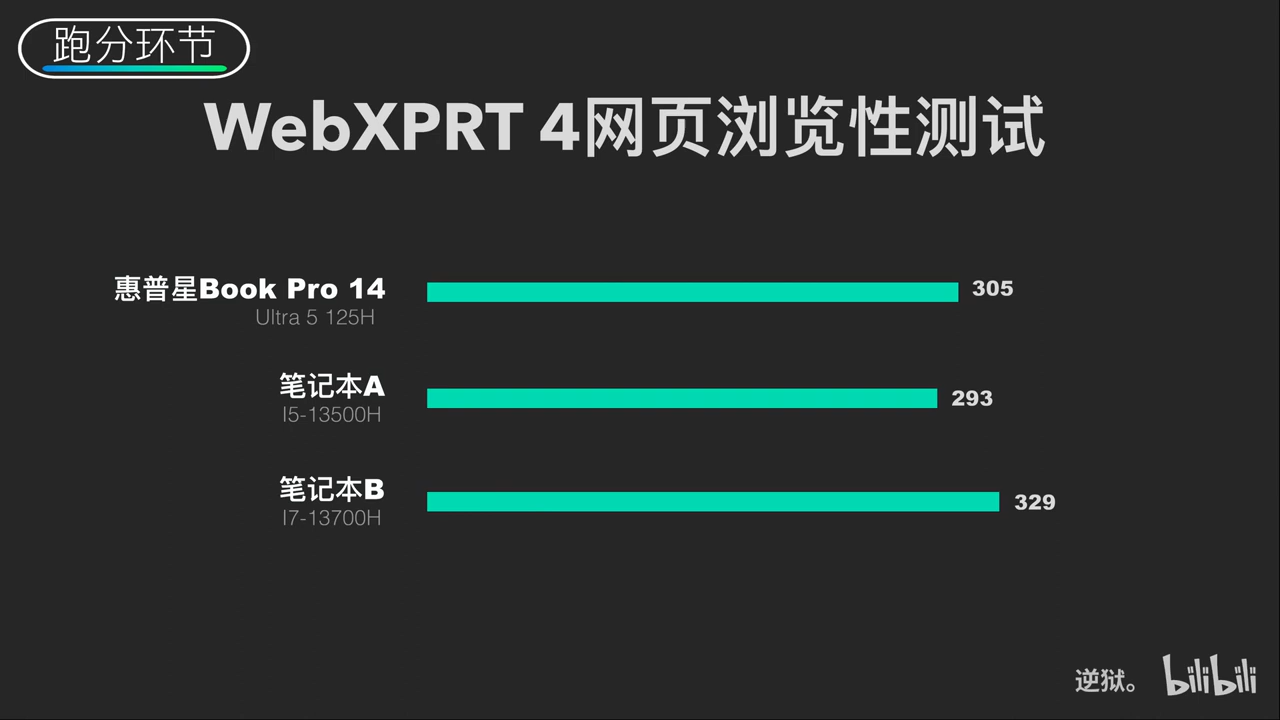 跑分环节
WebXPRT 4网页浏览性测试
惠普星Book Pro 14
305
Ultra 5 125H
笔记本A
293
I5-13500H
笔记本B
329
I7-13700H
逆狱。 bilibili